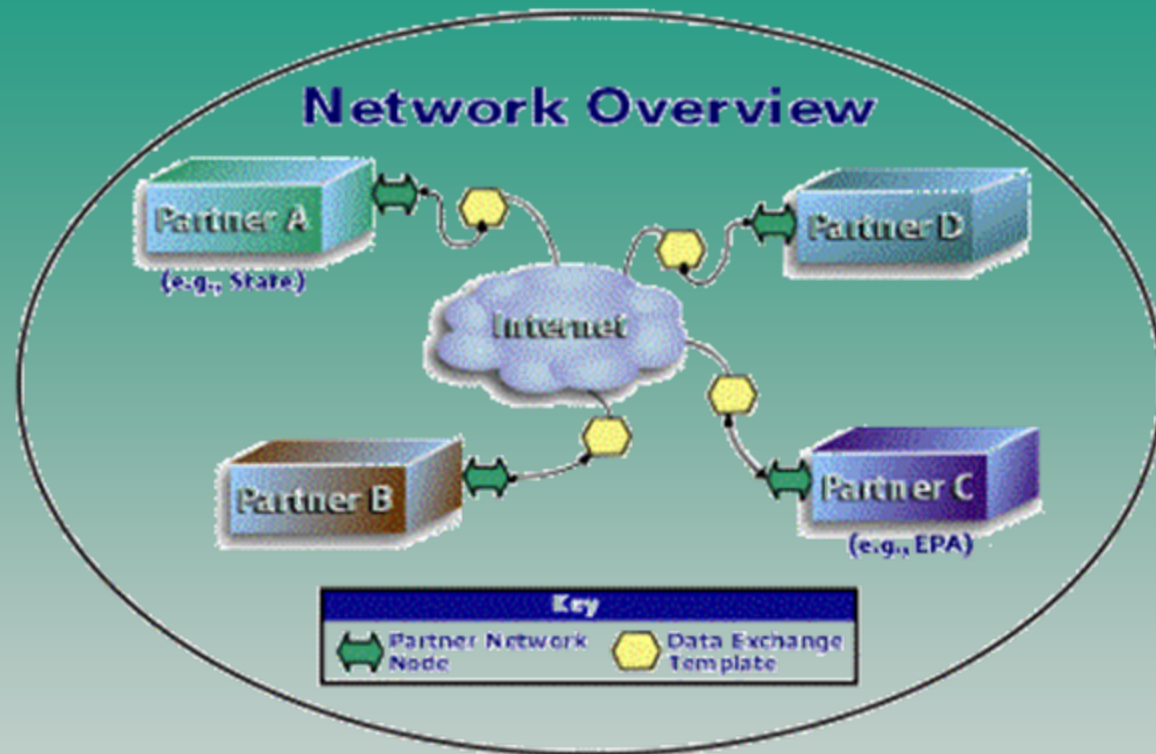 Network Overview
Partner A
(e.g., State)
Partner D
Internet
Partner B
Partner C
(e.g., EPA)
Key
Partner Network
Node
Data Exchange
Template